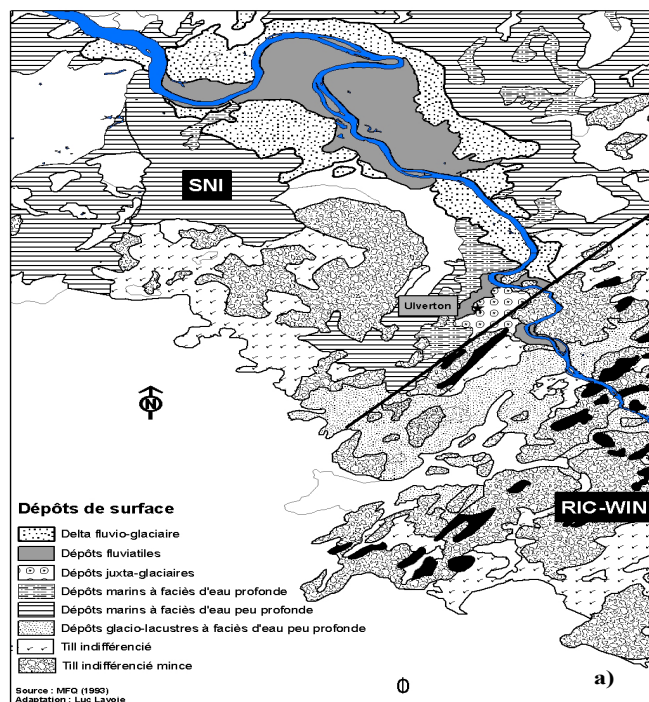 SNI
Ulverton
N
RIC-WIN
Dépôts de surface
Delta fluvio-glaciaire
Dépôts fluviatiles
Dépôts juxta-glaciaires
Dépôts marins à faciès d'eau profonde
Dépôts marins à faciès d'eau peu profonde
Dépôts glacio-lacustres à faciès d'eau peu profonde
Till indifférencié
Till indifférencié mince
Source : MFQ (1993)
Adaptation : Luc Lavoie
a)